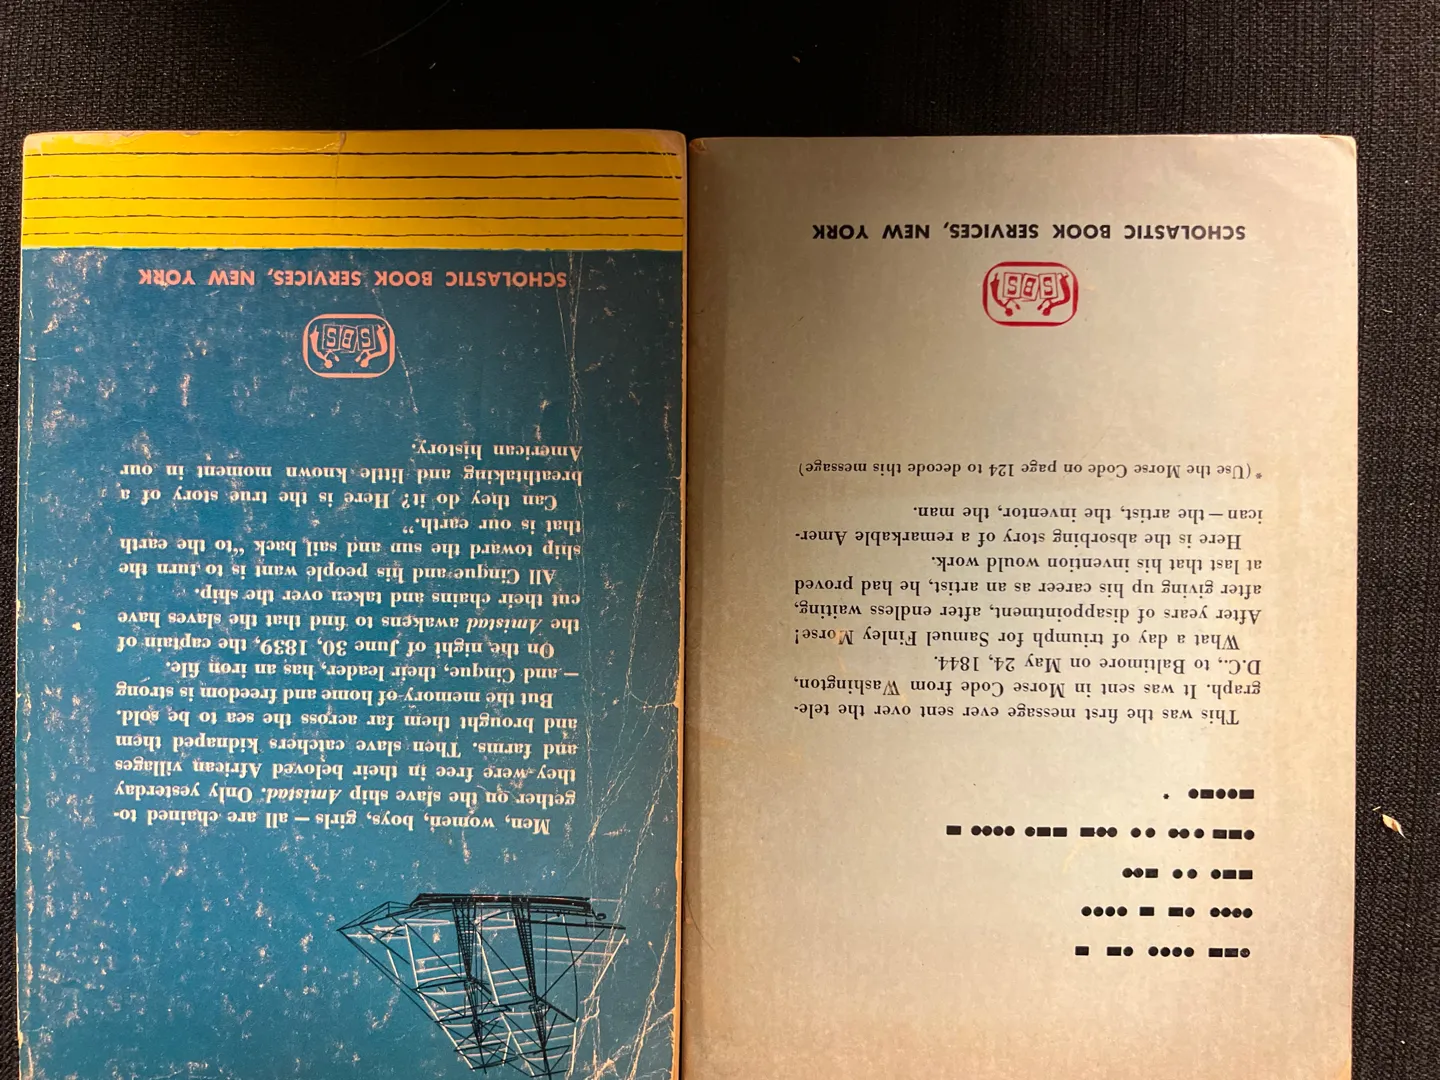 ·–– ···· ·– –
···· ·– – ····
––· · · –··
·–– · ·· · · ··– ––· ···· –
–··–· *
This was the first message ever sent over the tele-
graph. It was sent in Morse Code from Washington,
D.C., to Baltimore on May 24, 1844.
What a day of triumph for Samuel Finley Morse!
After years of disappointment, after endless waiting,
after giving up his career as an artist, he had proved
at last that his invention would work.
Here is the absorbing story of a remarkable Amer-
ican — the artist, the inventor, the man.
* (Use the Morse Code on page 124 to decode this message)
SBS
SCHOLASTIC BOOK SERVICES, NEW YORK
Men, women, boys, girls — all are chained to-
gether on the slave ship Amistad. Only yesterday
they were free in their beloved African villages
and farms. Then slave catchers kidnaped them
and brought them far across the sea to be sold.
But the memory of home and freedom is strong
— and Cinque, their leader, has an iron file.
On the night of June 30, 1839, the captain of
the Amistad awakens to find that the slaves have
cut their chains and taken over the ship.
All Cinque and his people want is to turn the
ship toward the sun and sail back "to the earth
that is our earth."
Can they do it? Here is the true story of a
breathtaking and little known moment in our
American history.
SBS
SCHOLASTIC BOOK SERVICES, NEW YORK